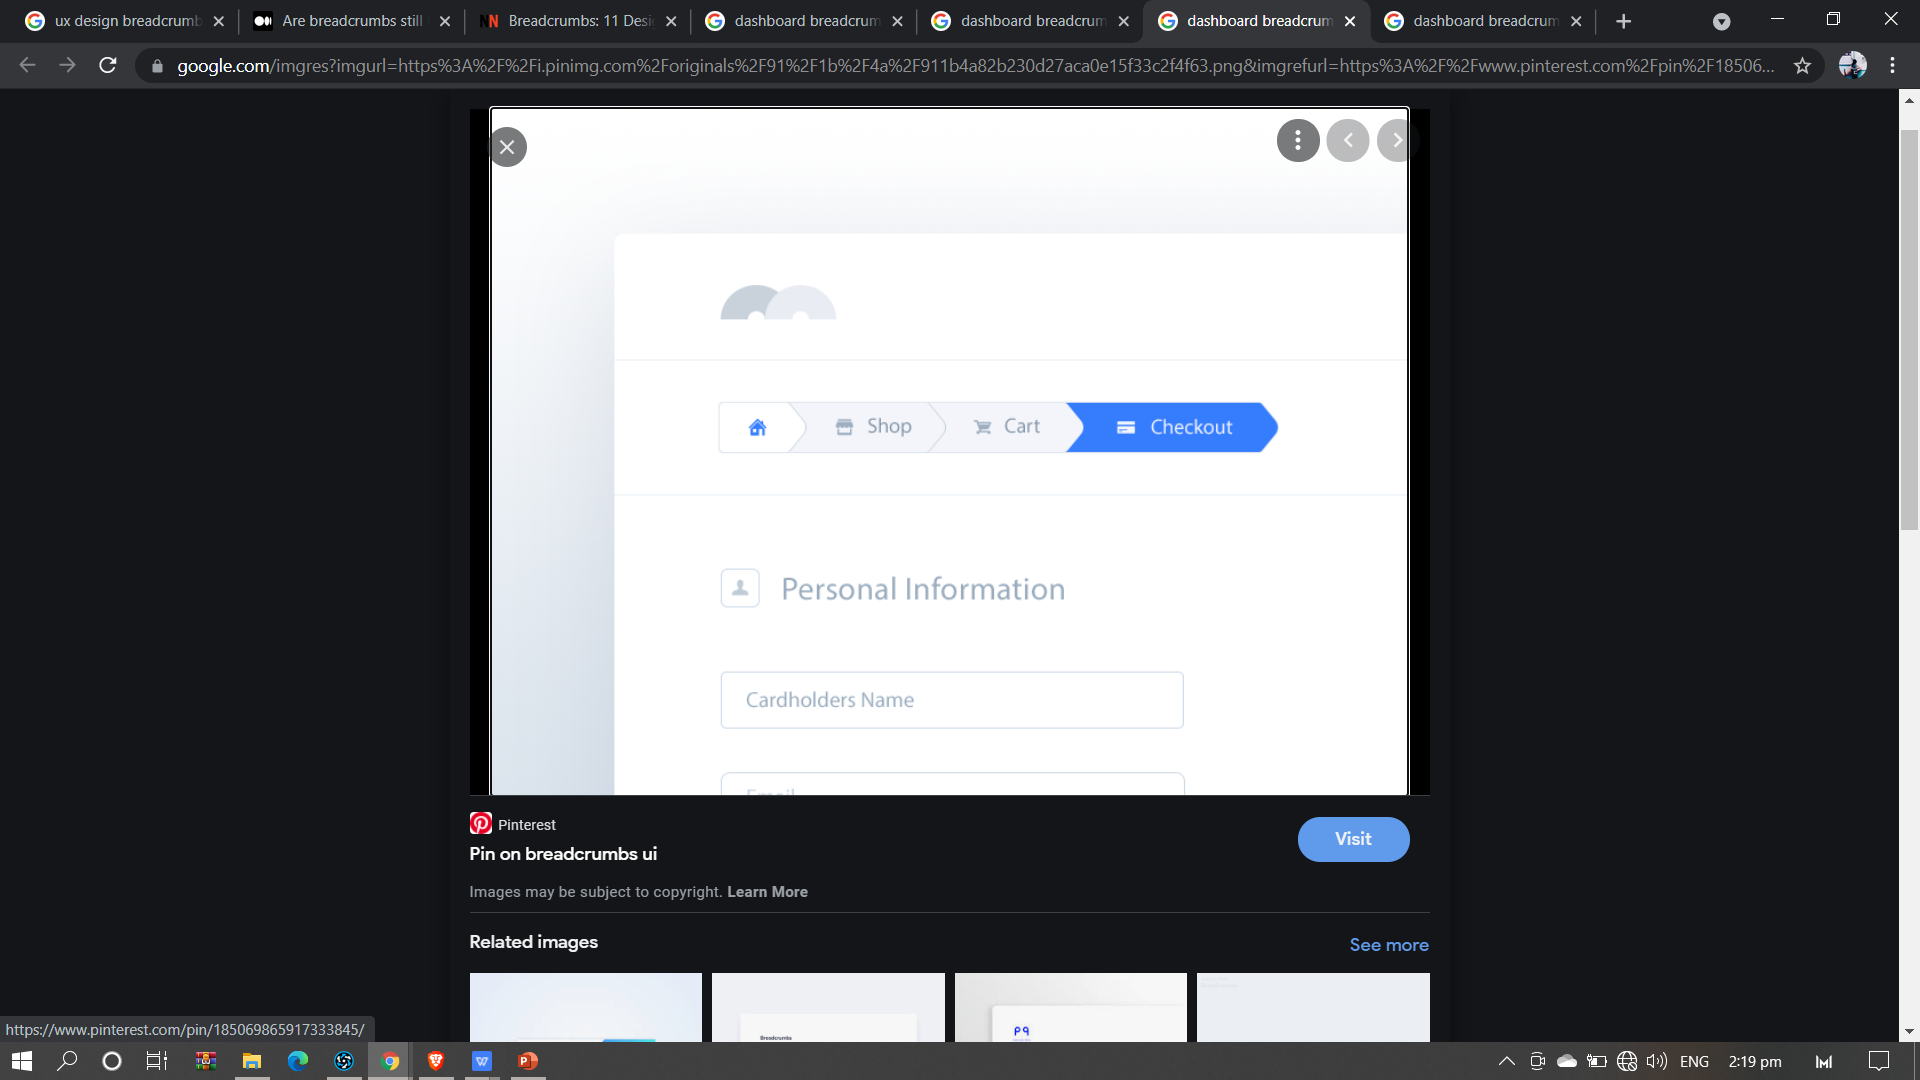 ux design breadcrumb
Are breadcrumbs still
Breadcrumbs: 11 Desi
dashboard breadcrum
dashboard breadcrum
dashboard breadcrum
dashboard breadcrum
google.com/imgres?imgurl=https%3A%2F%2Fi.pinimg.com%2Foriginals%2F91%2F1b%2F4a%2F911b4a82b230d27aca0e15f33c2f4f63.png&imgrefurl=https%3A%2F%2Fwww.pinterest.com%2Fpin%2F18506...
Shop
Cart
Checkout
Personal Information
Cardholders Name
Email
Pinterest
Pin on breadcrumbs ui
Visit
Images may be subject to copyright. Learn More
Related images
See more
Breadcrumbs
https://www.pinterest.com/pin/185069865917333845/
ENG
2:19 pm